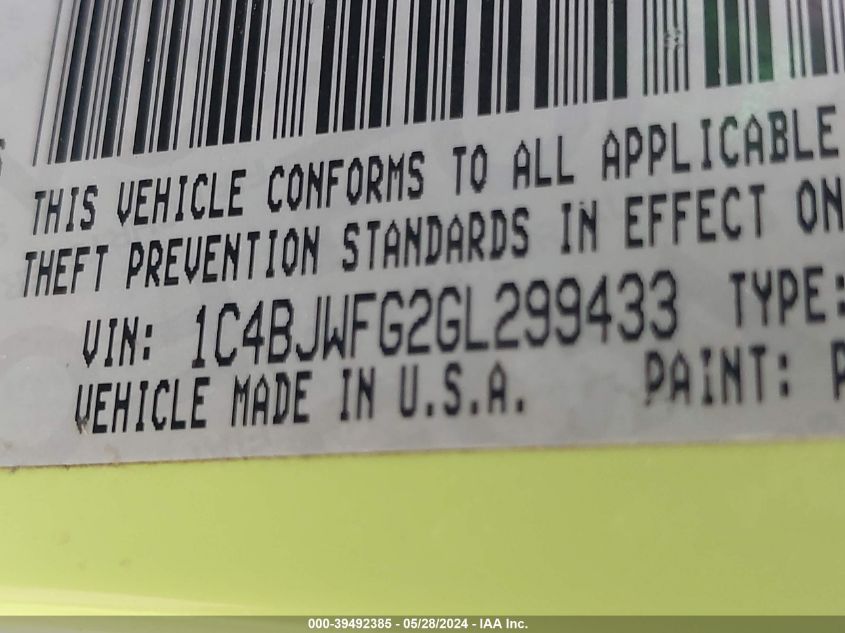 THIS VEHICLE CONFORMS TO ALL APPLICABLE
THEFT PREVENTION STANDARDS IN EFFECT ON
VIN: 1C4BJWFG2GL299433 TYPE:
VEHICLE MADE IN U.S.A. PAINT: P
000-39492385 - 05/28/2024 - IAA Inc.